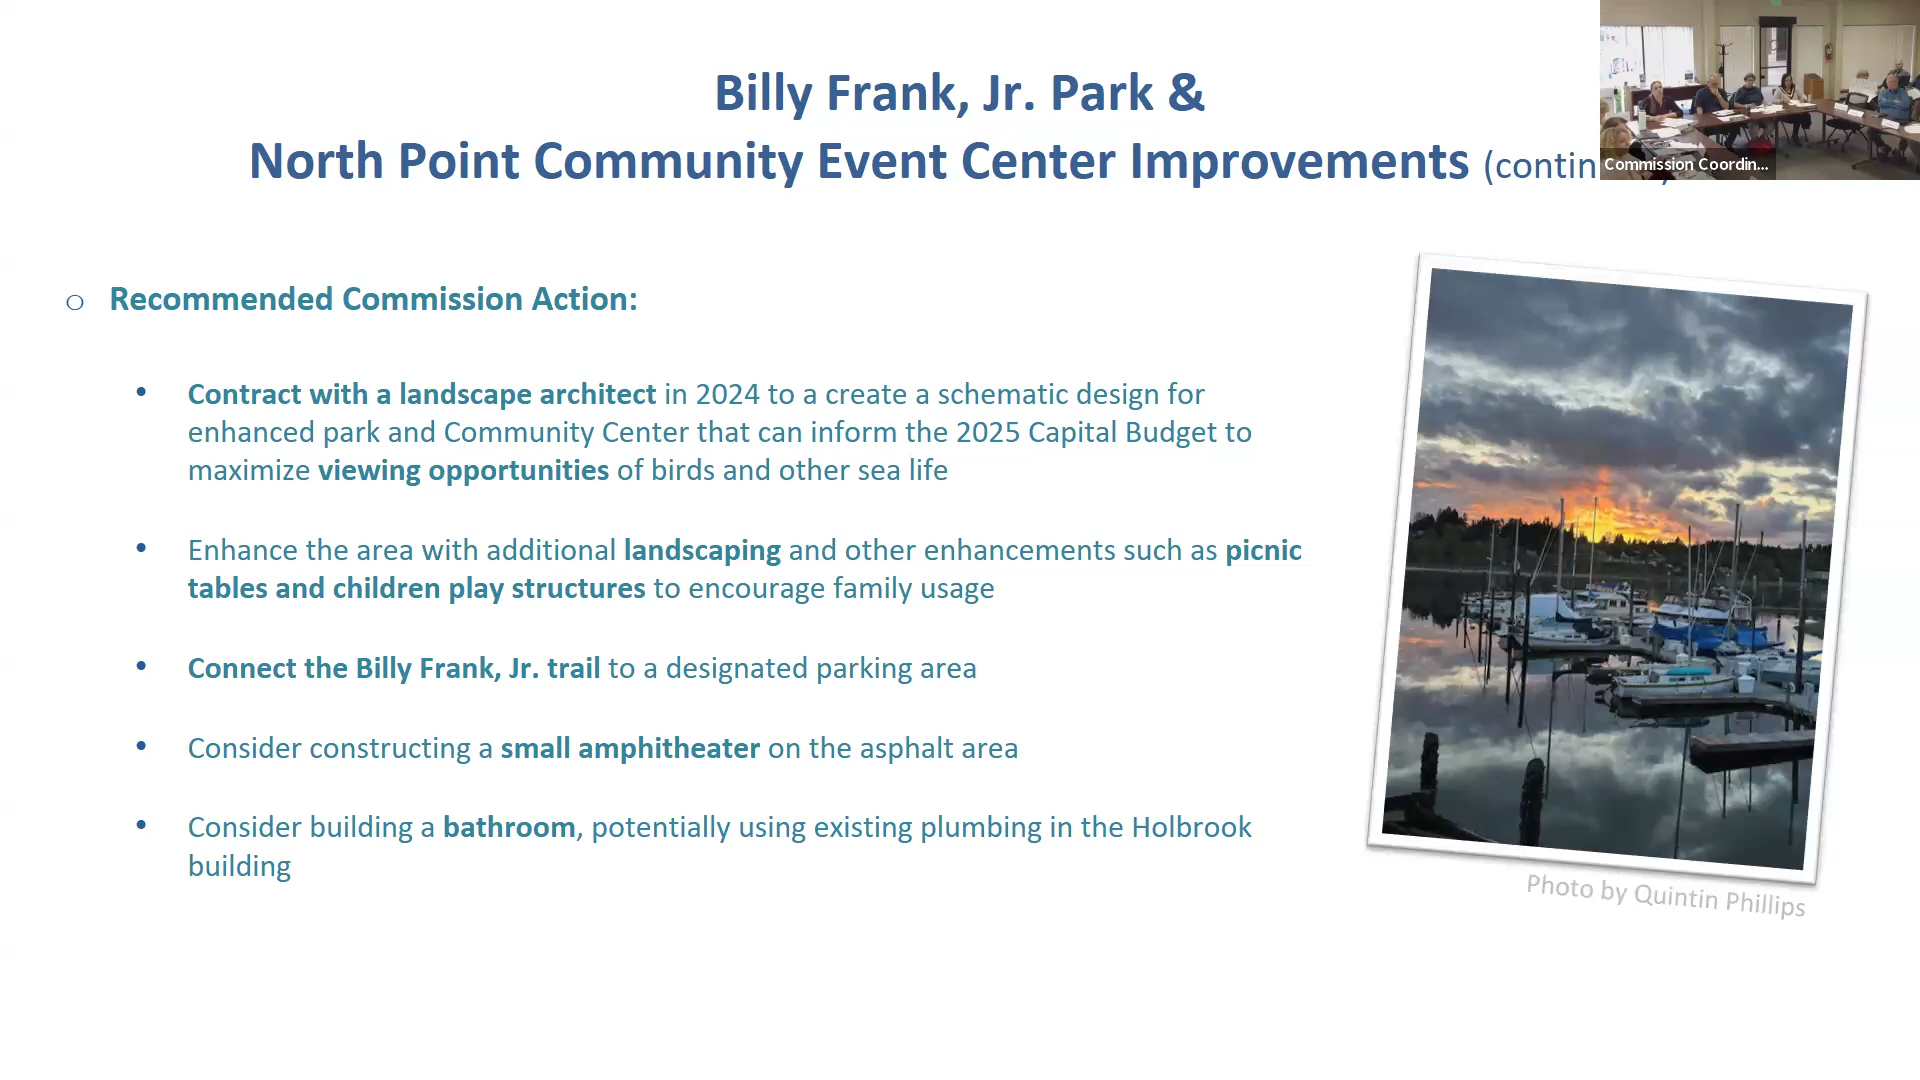 Billy Frank, Jr. Park &
North Point Community Event Center Improvements (contin
Commission Coordin...
o Recommended Commission Action:
• Contract with a landscape architect in 2024 to a create a schematic design for
enhanced park and Community Center that can inform the 2025 Capital Budget to
maximize viewing opportunities of birds and other sea life
• Enhance the area with additional landscaping and other enhancements such as picnic
tables and children play structures to encourage family usage
• Connect the Billy Frank, Jr. trail to a designated parking area
• Consider constructing a small amphitheater on the asphalt area
• Consider building a bathroom, potentially using existing plumbing in the Holbrook
building
Photo by Quintin Phillips